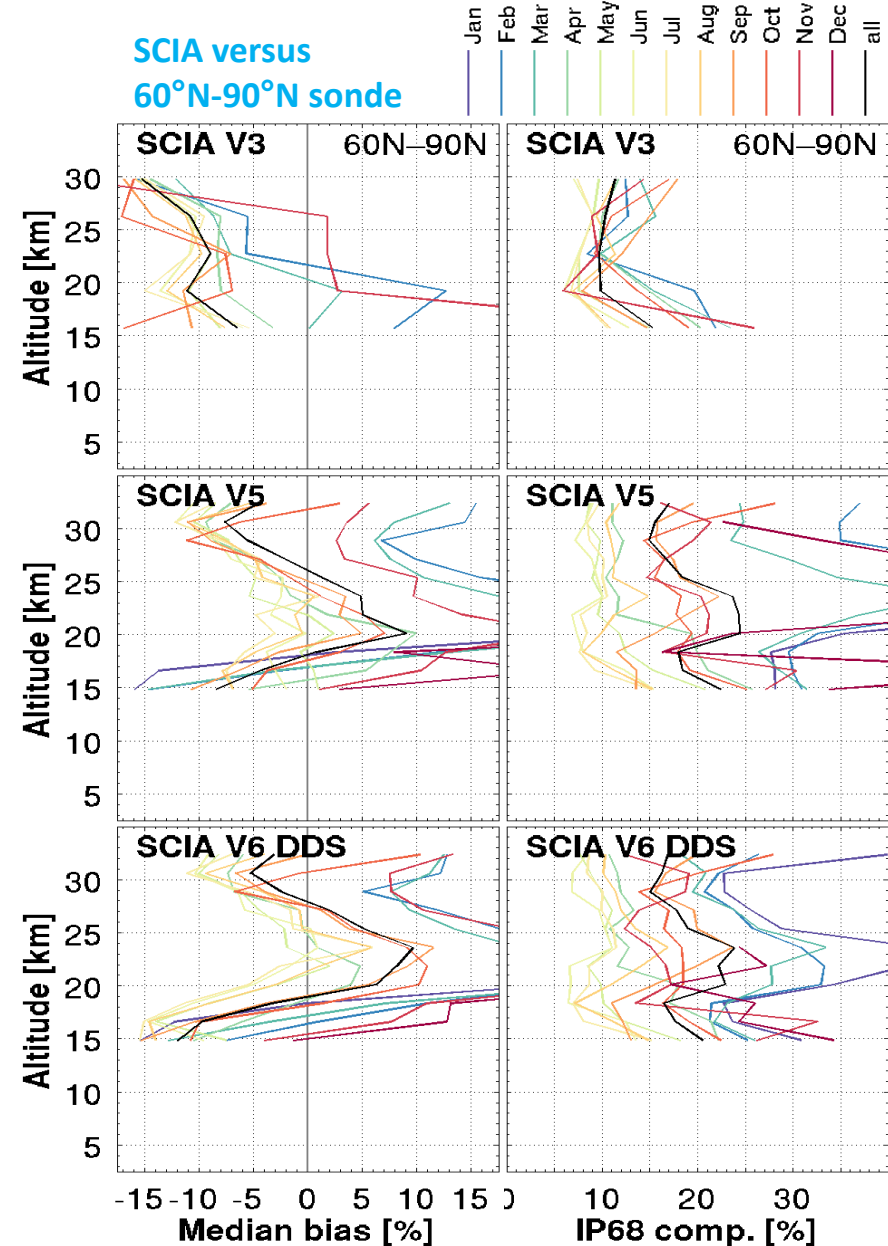 SCIA versus
60°N-90°N sonde
Jan
Feb
Mar
Apr
May
Jun
Jul
Aug
Sep
Oct
Nov
Dec
all
SCIA V3 60N–90N
SCIA V3 60N–90N
Altitude [km]
30
25
20
15
10
5
SCIA V5
SCIA V5
Altitude [km]
30
25
20
15
10
5
SCIA V6 DDS
SCIA V6 DDS
Altitude [km]
30
25
20
15
10
5
-15 -10 -5 0 5 10 15
0 10 20 30
Median bias [%]
IP68 comp. [%]